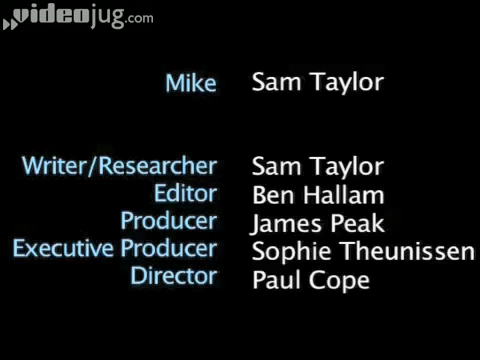 videojug.com
Mike Sam Taylor
Writer/Researcher Sam Taylor
Editor Ben Hallam
Producer James Peak
Executive Producer Sophie Theunissen
Director Paul Cope